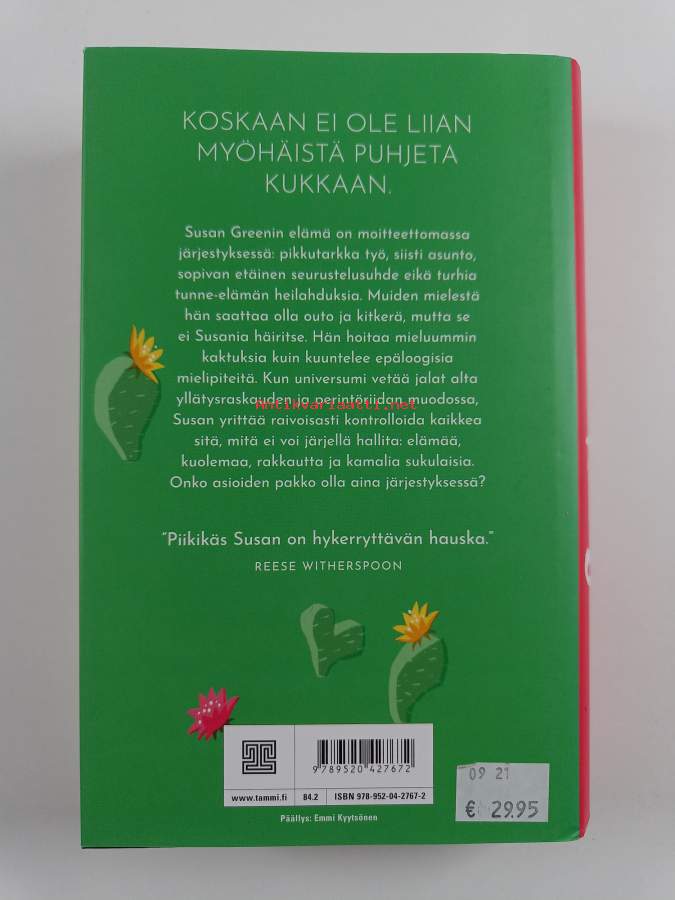 KOSKAAN EI OLE LIIAN
MYÖHÄISTÄ PUHJETA
KUKKAAN.
Susan Greenin elämä on moitteettomassa
järjestyksessä: pikkutarkka työ, siisti asunto,
sopivan etäinen seurustelusuhde eikä turhia
tunne-elämän heilahduksia. Muiden mielestä
hän saattaa olla outo ja kitkerä, mutta se
ei Susania häiritse. Hän hoitaa mieluummin
kaktuksia kuin kuuntelee epäloogisia
mielipiteitä. Kun universumi vetää jalat alta
yllätysraskauden ja perintöriidan muodossa,
Antikvariaatti.net
Susan yrittää raivoisasti kontrolloida kaikkea
sitä, mitä ei voi järjellä hallita: elämää,
kuolemaa, rakkautta ja kamalia sukulaisia.
Onko asioiden pakko olla aina järjestyksessä?
”Piikikäs Susan on hykerryttävän hauska.”
REESE WITHERSPOON
9 789520 427672
www.tammi.fi 84.2 ISBN 978-952-04-2767-2
Päällys: Emmi Kyytsönen
09 21
€ 29.95